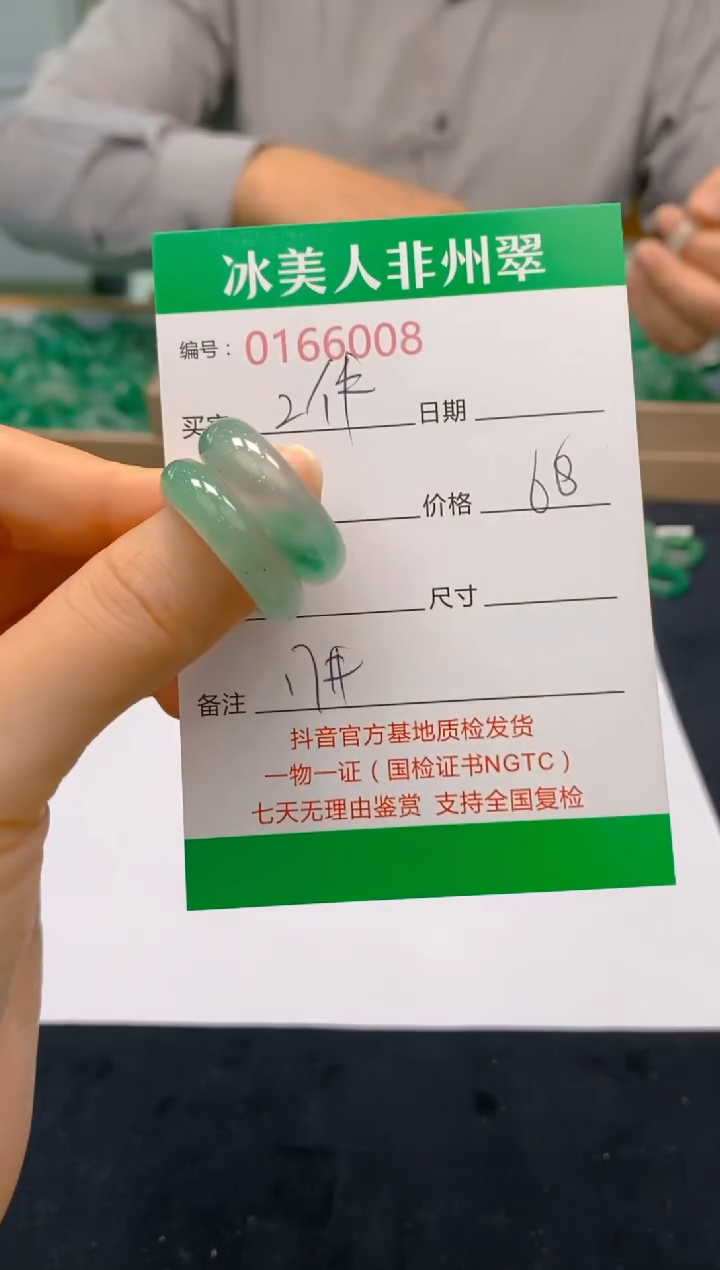 冰美人非州翠
编号：0166008
买家 2件 日期
价格 68
尺寸
备注 17#
抖音官方基地质检发货
一物一证（国检证书NGTC）
七天无理由鉴赏 支持全国复检